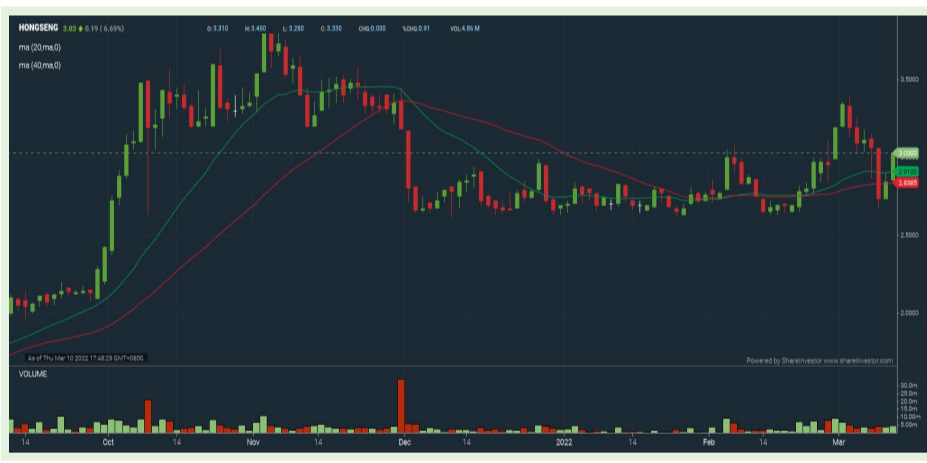 HONGSENG 3.03 0.19 ( 6.69%) O: 3.310 H: 3.460 L: 3.280 C: 3.330 CHG:0.030 %CHG:0.91 VOL:4.86 M
ma (20,ma,0)
ma (40,ma,0)
3.5000
3.0300
2.9100
2.8385
2.5000
2.0000
As of Thu Mar 10 2022 17:48:29 GMT+0800.
Powered by ShareInvestor www.shareinvestor.com
VOLUME
30.0m
25.0m
20.0m
15.0m
10.00m
5.00m
14 Oct 14 Nov 14 Dec 14 2022 14 Feb 14 Mar